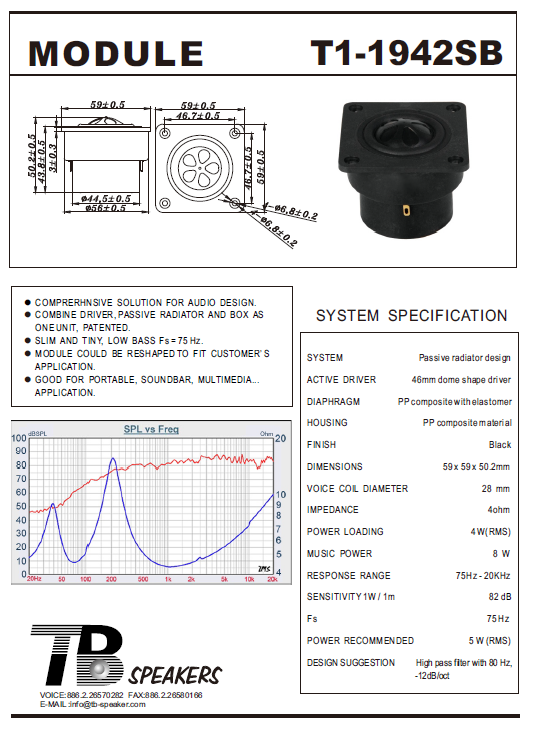 MODULE T1-1942SB
59±0.5
59±0.5
46.7±0.5
50.2±0.5
43.8±0.5
3±0.3
46.7±0.5
59±0.5
ø44,5±0.5
ø56±0.5
4-ø6.8±0.2
4-ø6.8±0.2
COMPRERHNSIVE SOLUTION FOR AUDIO DESIGN.
COMBINE DRIVER, PASSIVE RADIATOR AND BOX AS
ONE UNIT, PATENTED.
SLIM AND TINY, LOW BASS Fs = 75 Hz.
MODULE COULD BE RESHAPED TO FIT CUSTOMER'S
APPLICATION.
GOOD FOR PORTABLE, SOUNDBAR, MULTIMEDIA...
APPLICATION.
SYSTEM SPECIFICATION
SYSTEM Passive radiator design
ACTIVE DRIVER 46mm dome shape driver
DIAPHRAGM PP composite with elastomer
HOUSING PP composite material
FINISH Black
DIMENSIONS 59 x 59 x 50.2mm
VOICE COIL DIAMETER 28 mm
IMPEDANCE 4ohm
POWER LOADING 4W(RMS)
MUSIC POWER 8 W
RESPONSE RANGE 75Hz - 20KHz
SENSITIVITY 1W / 1m 82 dB
Fs 75 Hz
POWER RECOMMENDED 5 W (RMS)
DESIGN SUGGESTION High pass filter with 80 Hz,
-12dB/oct
SPL vs Freq
dBSPL Ohm
100 20
90
80
70
60 10
50 9
40 8
30 7
20 6
10 5
0 4
20Hz 50 100 200 500 1k 2k 5k 10k 20k
TB SPEAKERS
VOICE:886.2.26570282 FAX:886.2.26580166
E-MAIL :info@tb-speaker.com